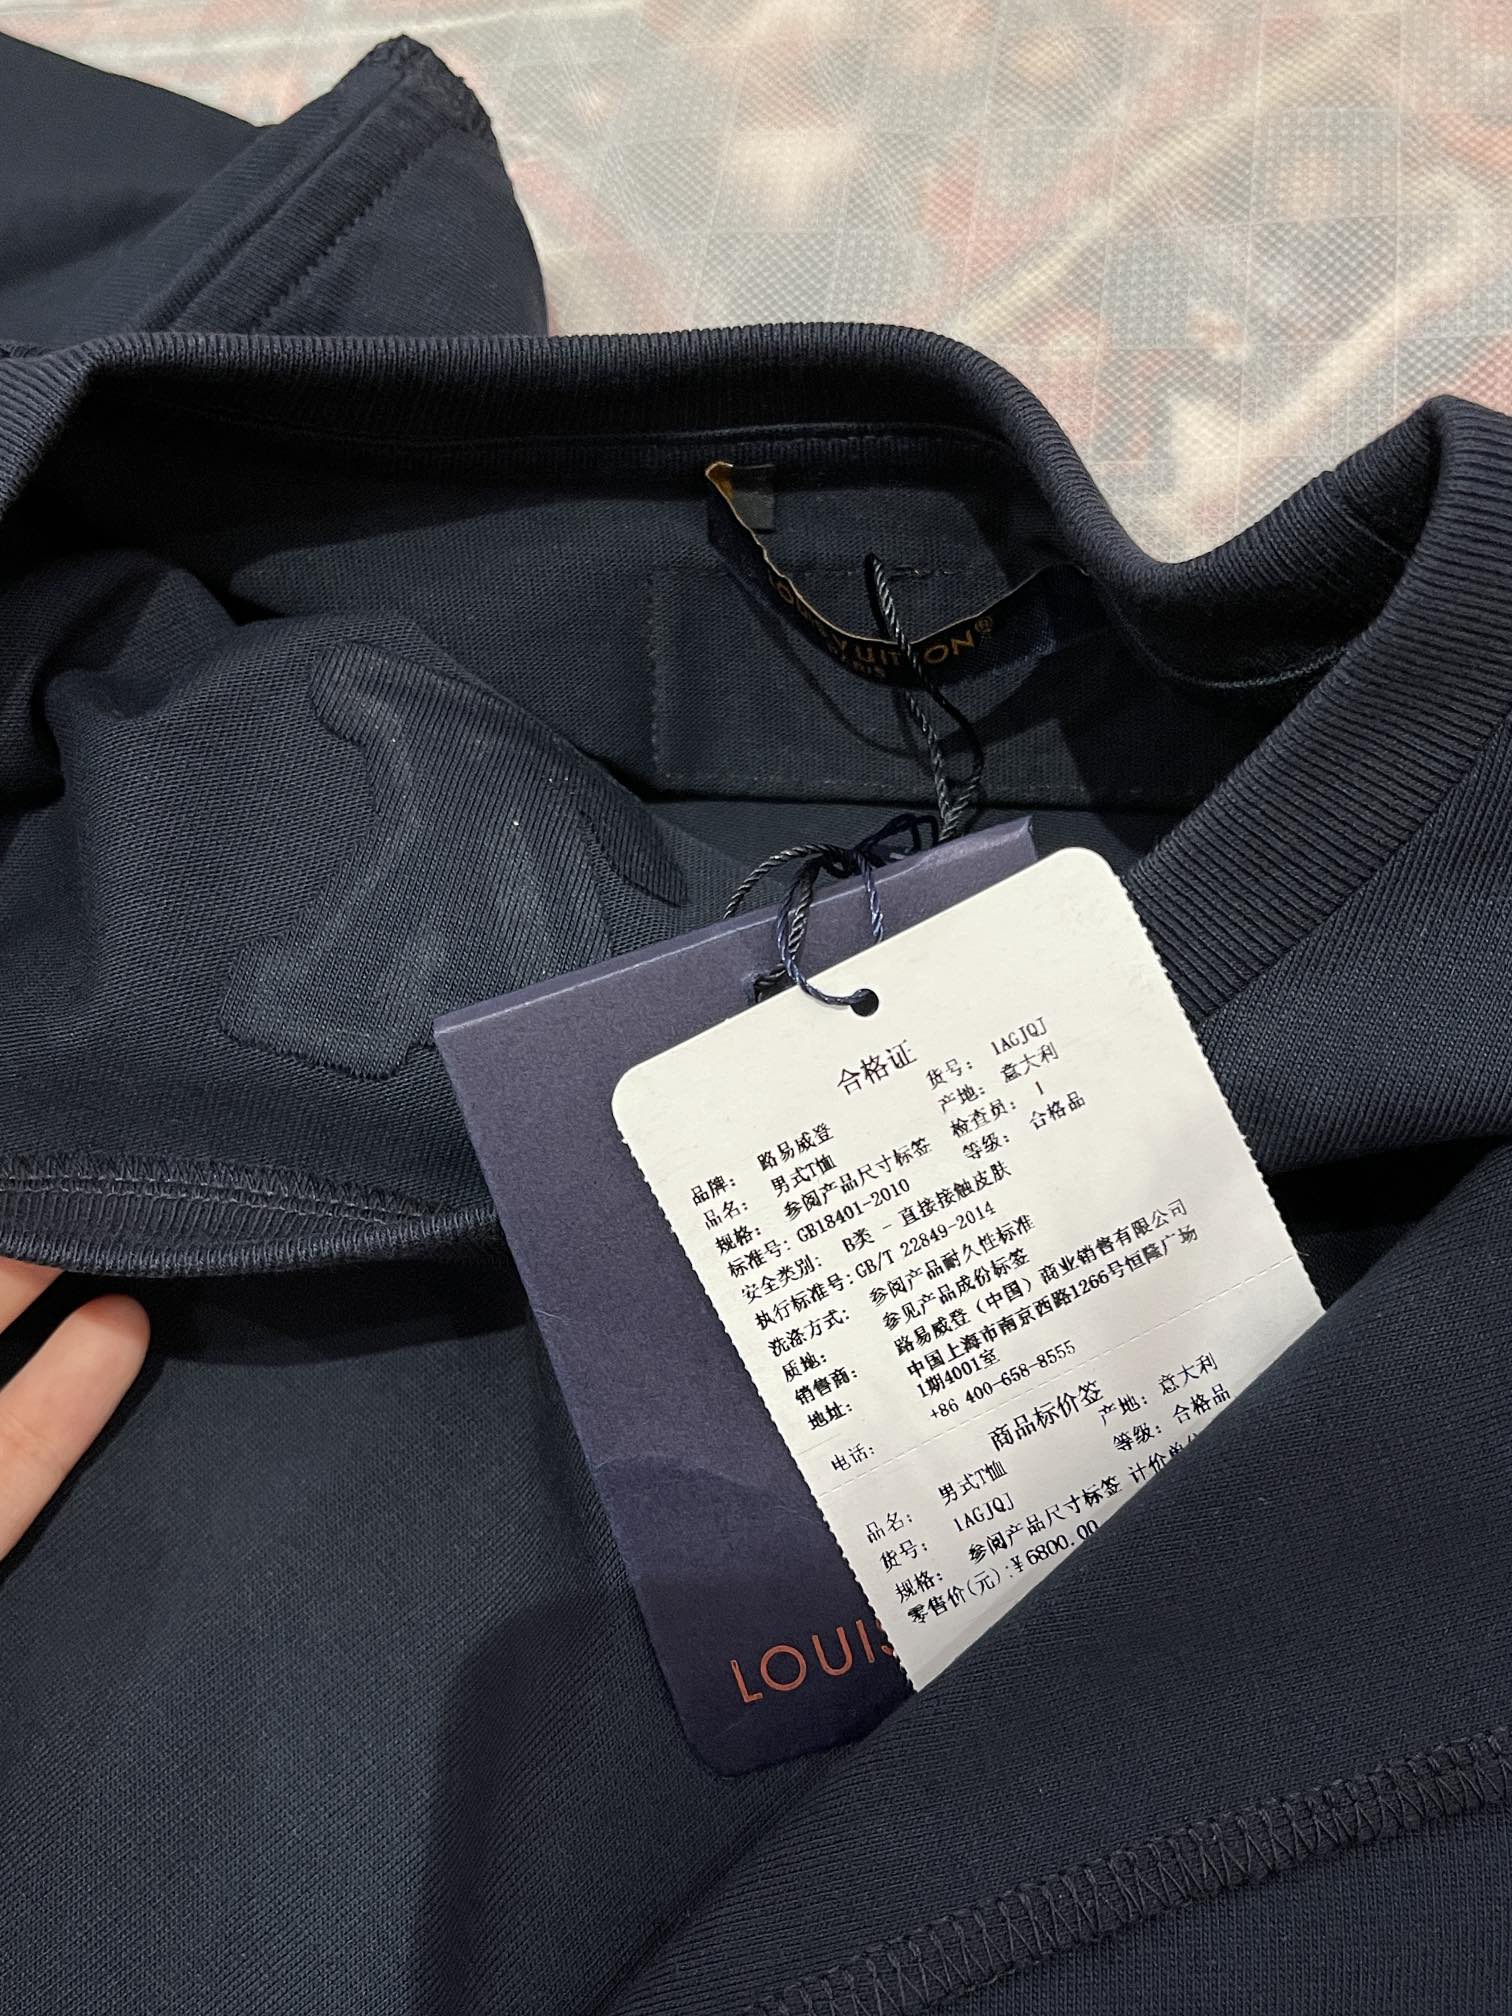 LOUIS VUITTON®
PARIS
合格证
货号: 1AGJQJ
产地: 意大利
检查员: 1
等级: 合格品
品牌: 路易威登
品名: 男式T恤
规格: 参阅产品尺寸标签
标准号: GB18401-2010
安全类别: B类 - 直接接触皮肤
执行标准号: GB/T 22849-2014
洗涤方式: 参阅产品耐久性标准
质地: 参见产品成份标签
销售商: 路易威登(中国)商业销售有限公司
地址: 中国上海市南京西路1266号恒隆广场
1期4001室
电话: +86 400-658-8555
商品标价签
产地: 意大利
等级: 合格品
品名: 男式T恤
货号: 1AGJQJ
规格: 参阅产品尺寸标签 计价单
零售价(元):¥6800.00
LOUIS